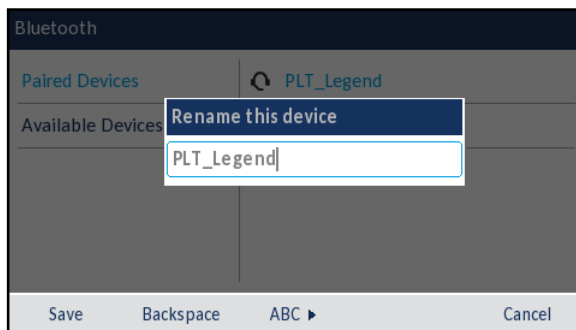 Bluetooth
Paired Devices
PLT_Legend
Available Devices
Rename this device
PLT_Legend
Save Backspace ABC ▶ Cancel